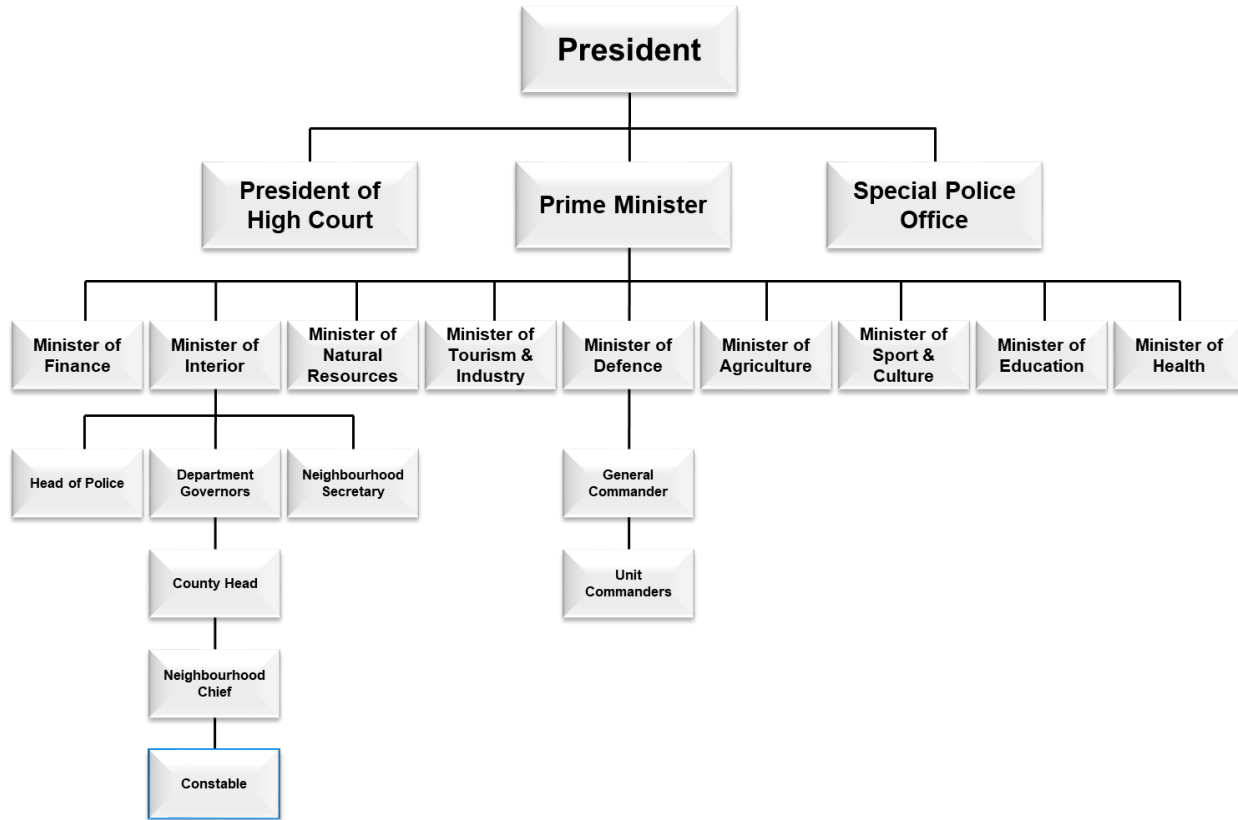 President
President of
High Court
Prime Minister
Special Police
Office
Minister of
Finance
Minister of
Interior
Minister of
Natural
Resources
Minister of
Tourism &
Industry
Minister of
Defence
Minister of
Agriculture
Minister of
Sport &
Culture
Minister of
Education
Minister of
Health
Head of Police
Department
Governors
Neighbourhood
Secretary
General
Commander
County Head
Unit
Commanders
Neighbourhood
Chief
Constable